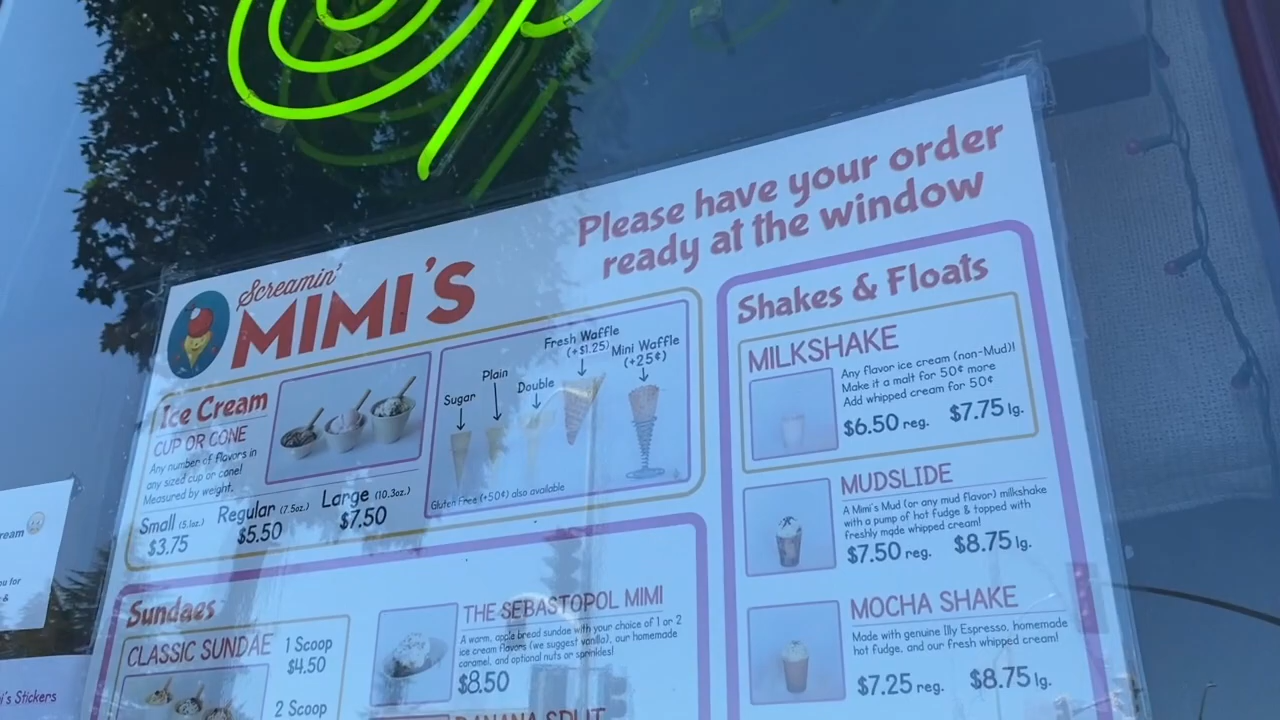 Please have your order
ready at the window
Screamin'
MIMI'S
Ice Cream
CUP OR CONE
Any number of flavors in
any sized cup or cone!
Measured by weight.
Small (5.1oz.)
$3.75
Regular (7.5oz.)
$5.50
Large (10.3oz.)
$7.50
Sugar
Plain
Double
Fresh Waffle
(+$1.25)
Mini Waffle
(+25¢)
Gluten Free (+50¢) also available
Sundaes
CLASSIC SUNDAE
1 Scoop
$4.50
2 Scoop
THE SEBASTOPOL MIMI
A warm, apple bread sundae with your choice of 1 or 2
ice cream flavors (we suggest vanilla), our homemade
caramel, and optional nuts or sprinkles!
$8.50
BANANA SPLIT
Shakes & Floats
MILKSHAKE
Any flavor ice cream (non-Mud)!
Make it a malt for 50¢ more
Add whipped cream for 50¢
$6.50 reg. $7.75 lg.
MUDSLIDE
A Mimi's Mud (or any mud flavor) milkshake
with a pump of hot fudge & topped with
freshly made whipped cream!
$7.50 reg. $8.75 lg.
MOCHA SHAKE
Made with genuine Illy Espresso, homemade
hot fudge, and our fresh whipped cream!
$7.25 reg. $8.75 lg.
Stickers